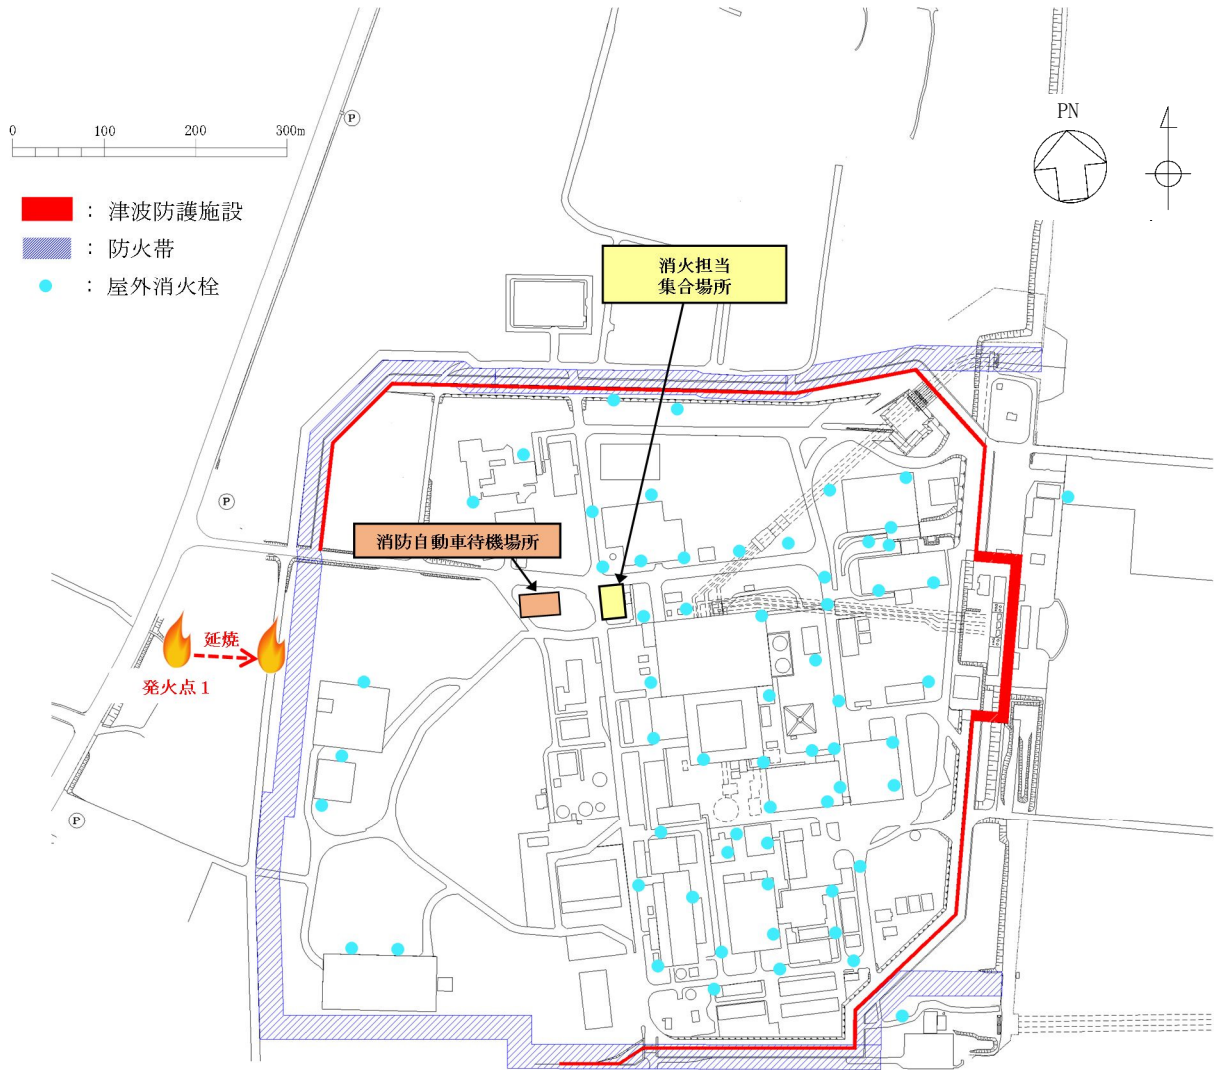 PN
P
0 100 200 300m
：津波防護施設
：防火帯
：屋外消火栓
消火担当
集合場所
P
消防自動車待機場所
延焼
発火点１
P